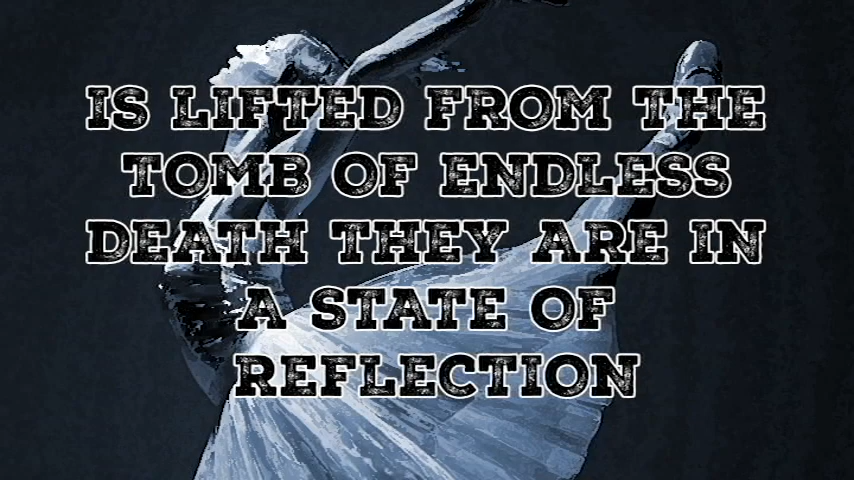 IS LIFTED FROM THE
TOMB OF ENDLESS
DEATH THEY ARE IN
A STATE OF
REFLECTION